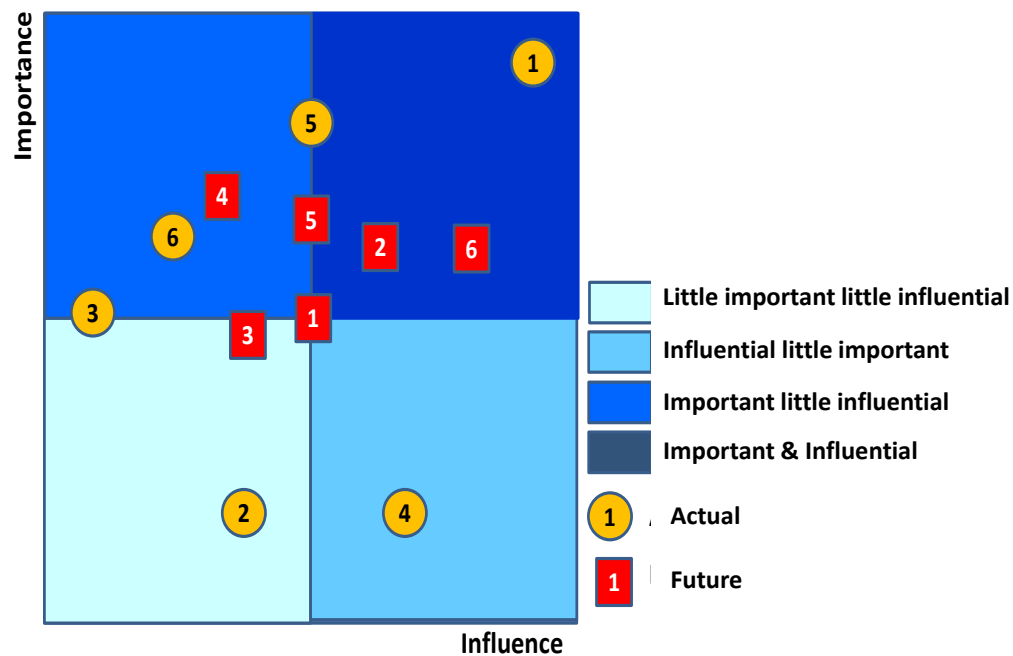 Importance
1
5
4
5
6
2
6
3
1
3
2
4
Influence
Little important little influential
Influential little important
Important little influential
Important & Influential
1 Actual
1 Future